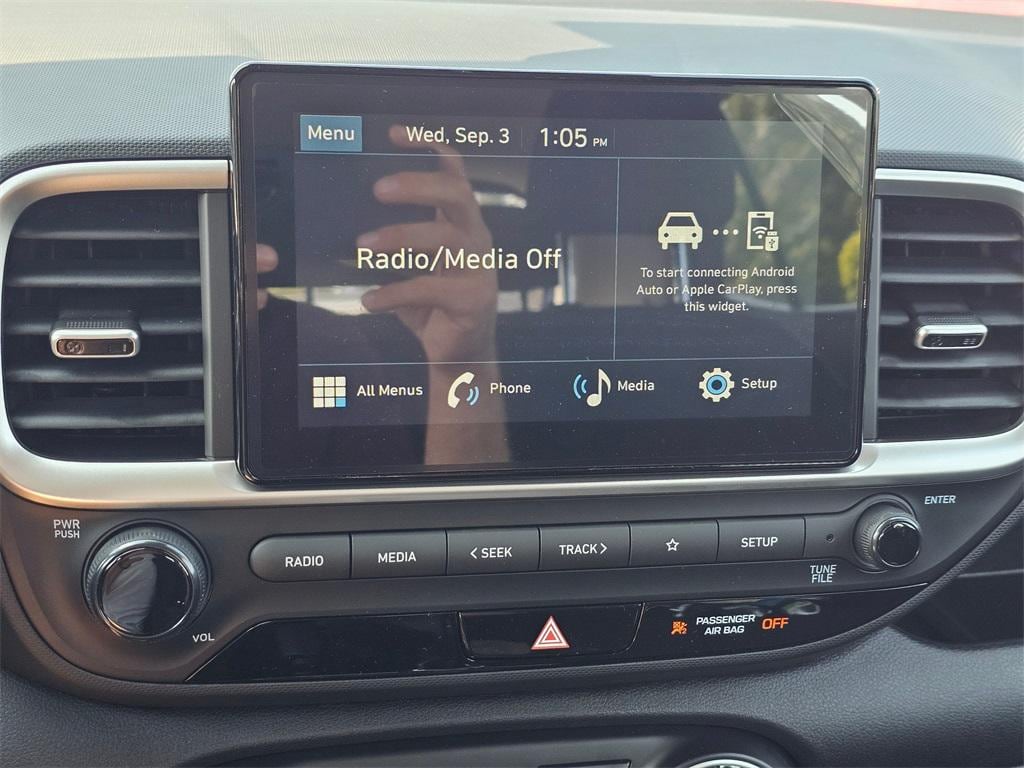 Menu
Wed, Sep. 3
1:05 PM
Radio/Media Off
To start connecting Android
Auto or Apple CarPlay, press
this widget.
All Menus
Phone
Media
Setup
PWR
PUSH
VOL
RADIO
MEDIA
< SEEK
TRACK >
☆
SETUP
ENTER
TUNE
FILE
PASSENGER
AIR BAG
OFF